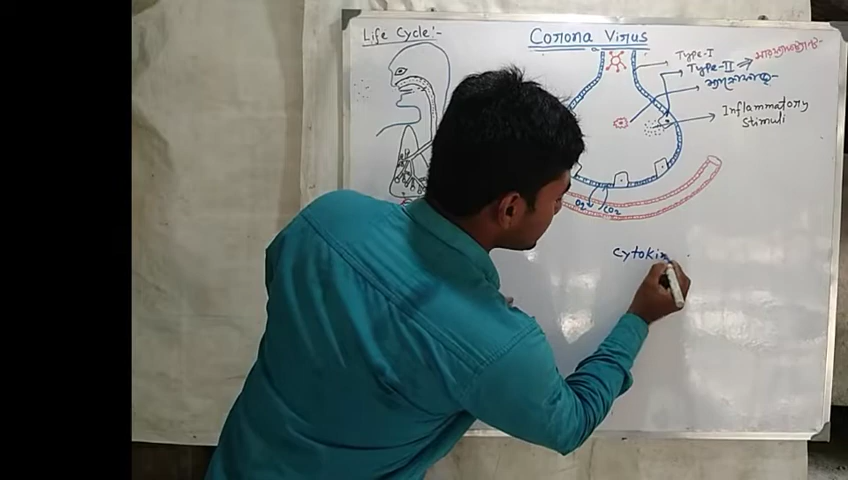 Life Cycle:-
Corona Virus
Type-I
Type-II ⇒
Inflammatory
Stimuli
O2
CO2
Cytokin